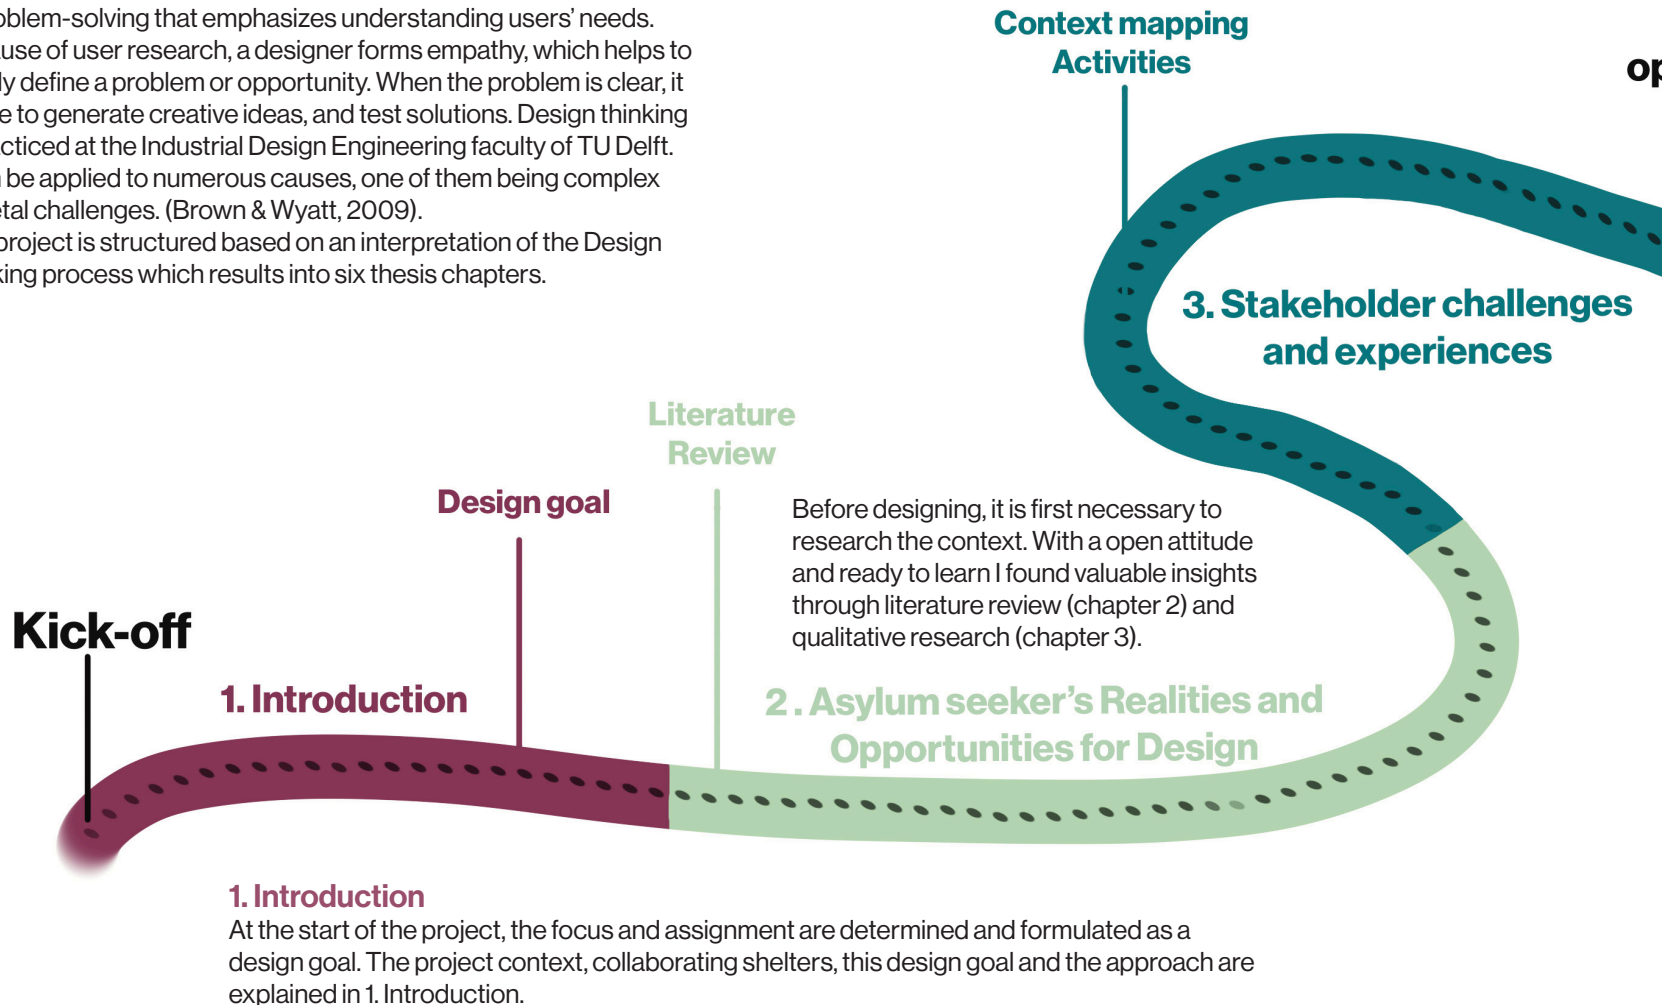 oblem-solving that emphasizes understanding users' needs.
use of user research, a designer forms empathy, which helps to
ly define a problem or opportunity. When the problem is clear, it
e to generate creative ideas, and test solutions. Design thinking
cticed at the Industrial Design Engineering faculty of TU Delft.
be applied to numerous causes, one of them being complex
etal challenges. (Brown & Wyatt, 2009).
project is structured based on an interpretation of the Design
king process which results into six thesis chapters.
Context mapping
Activities
op
3. Stakeholder challenges
and experiences
Literature
Review
Design goal
Before designing, it is first necessary to
research the context. With a open attitude
and ready to learn I found valuable insights
through literature review (chapter 2) and
qualitative research (chapter 3).
Kick-off
1. Introduction
2 . Asylum seeker's Realities and
Opportunities for Design
1. Introduction
At the start of the project, the focus and assignment are determined and formulated as a
design goal. The project context, collaborating shelters, this design goal and the approach are
explained in 1. Introduction.